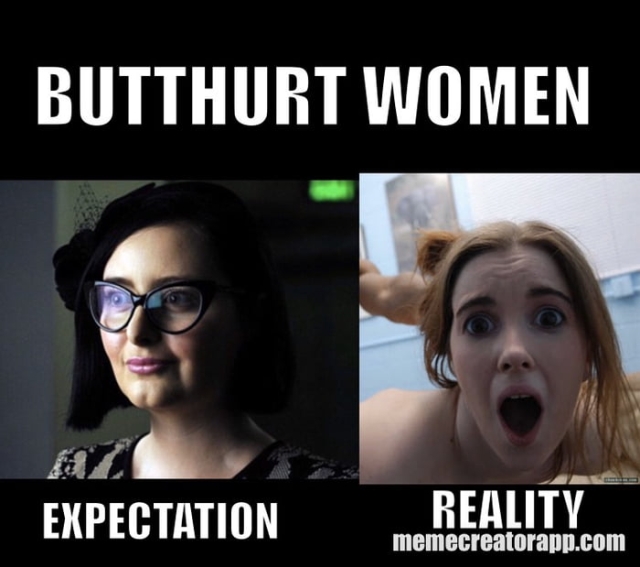 BUTTHURT WOMEN
EXPECTATION
REALITY
memecreatorapp.com